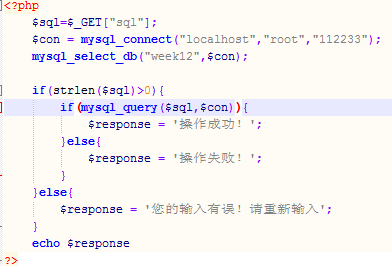 <?php
$sql=$_GET["sql"];
$con = mysql_connect("localhost","root","112233");
mysql_select_db("week12",$con);
if(strlen($sql)>0){
if(mysql_query($sql,$con)){
$response = '操作成功！';
}else{
$response = '操作失败！';
}
}else{
$response = '您的输入有误！请重新输入';
}
echo $response
?>